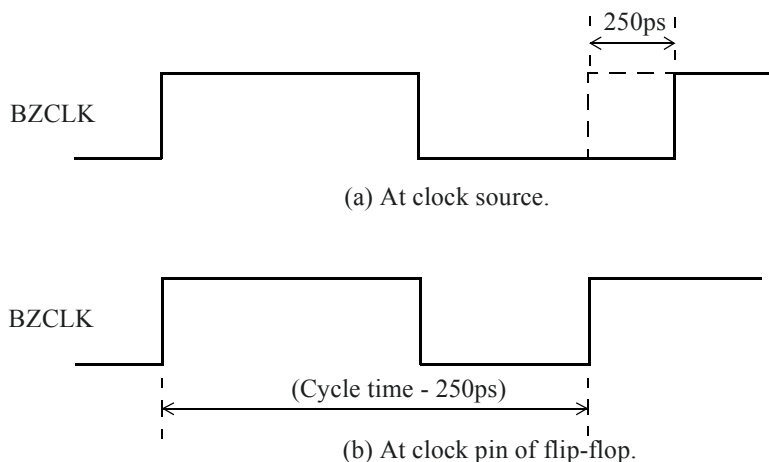 250ps
BZCLK
(a) At clock source.
BZCLK
(Cycle time - 250ps)
(b) At clock pin of flip-flop.